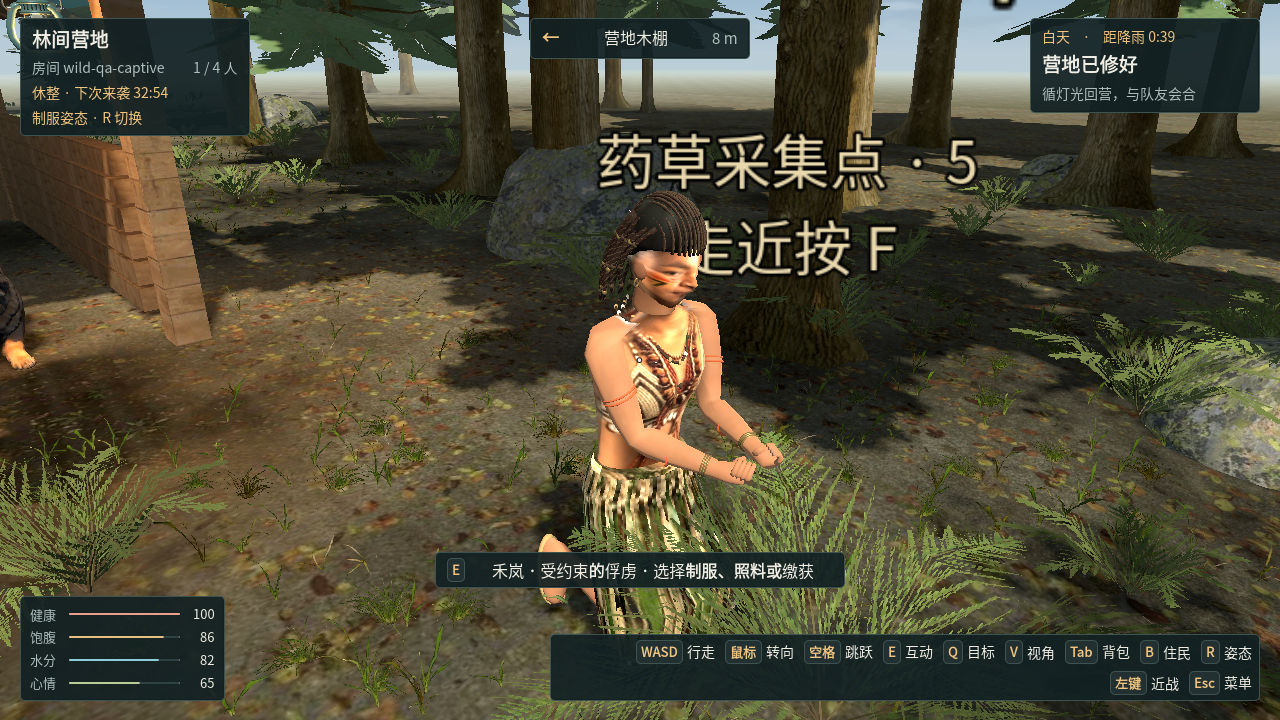 林间营地
房间 wild-qa-captive 1 / 4 人
休整 · 下次来袭 32:54
制服姿态 · R 切换
← 营地木棚 8 m
白天 · 距降雨 0:39
营地已修好
循灯光回营，与队友会合
药草采集点 · 5
走近按 F
E 禾岚 · 受约束的俘虏 · 选择制服、照料或缴获
健康 100
饱腹 86
水分 82
心情 65
WASD 行走 鼠标 转向 空格 跳跃 E 互动 Q 目标 V 视角 Tab 背包 B 住民 R 姿态
左键 近战 Esc 菜单